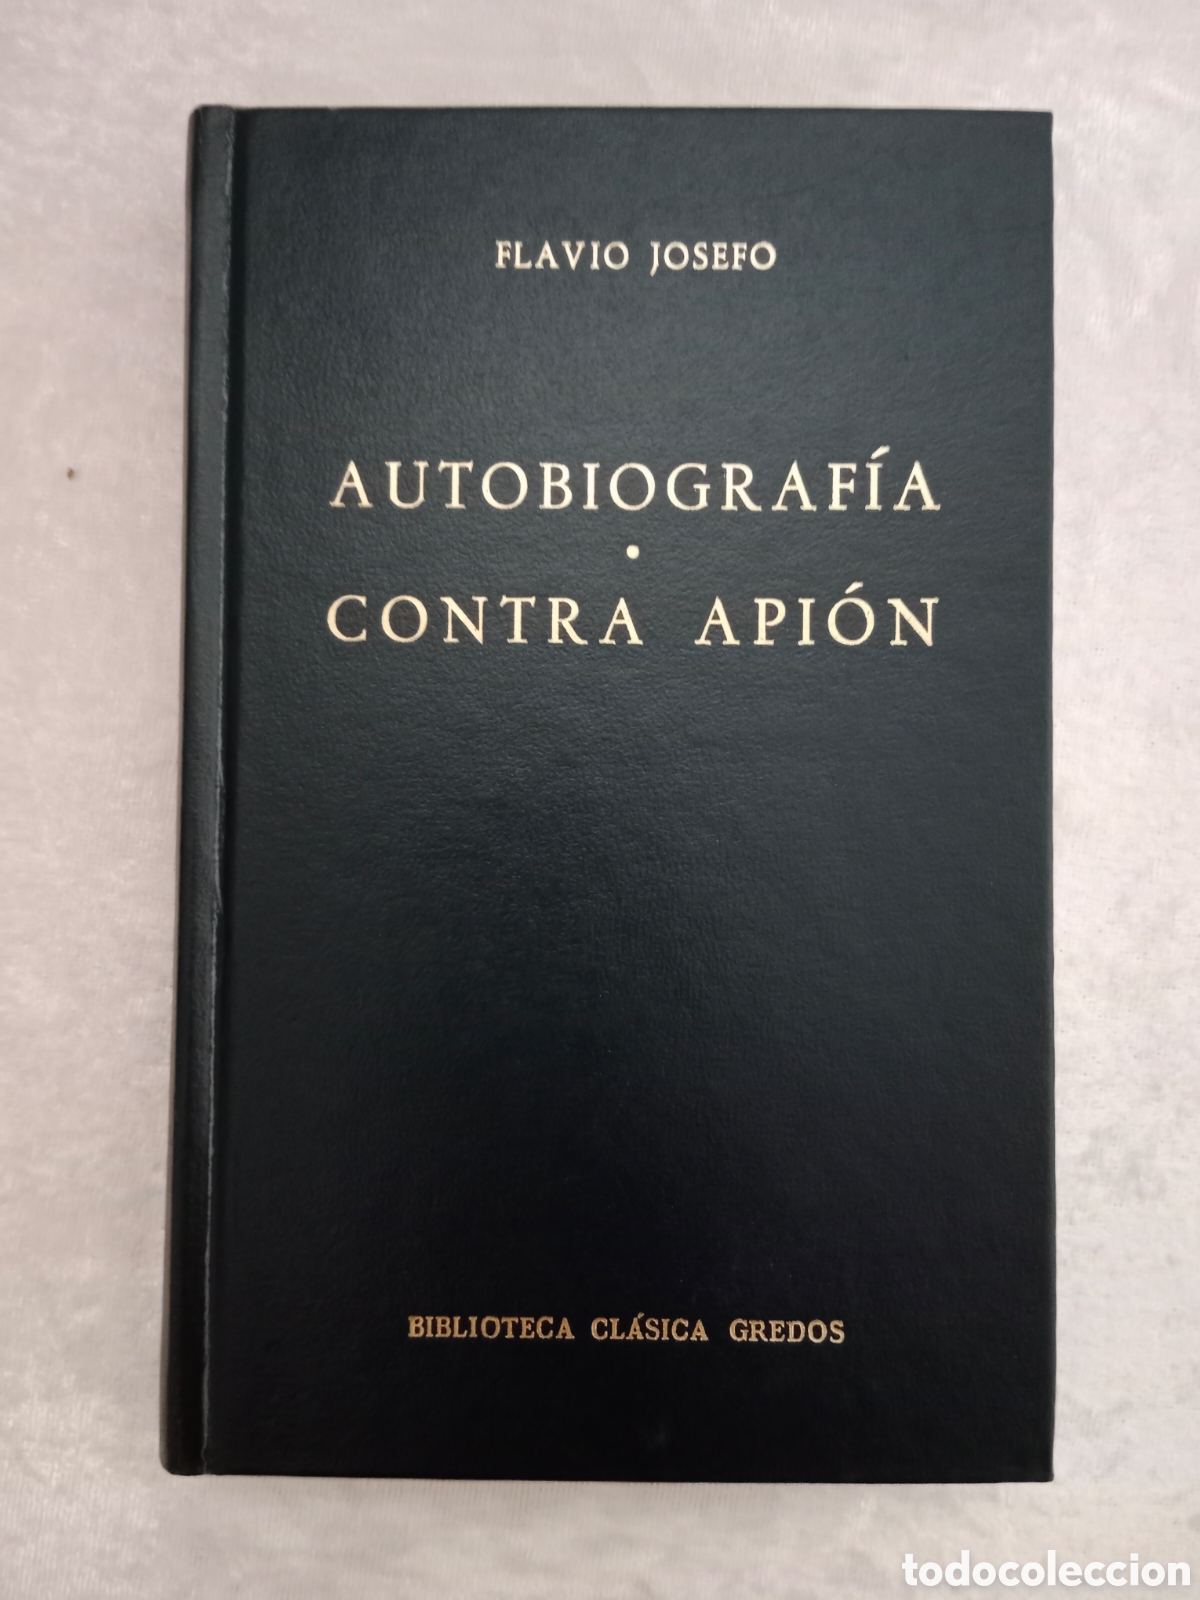 FLAVIO JOSEFO
AUTOBIOGRAFÍA
•
CONTRA APIÓN
BIBLIOTECA CLÁSICA GREDOS
todocoleccion